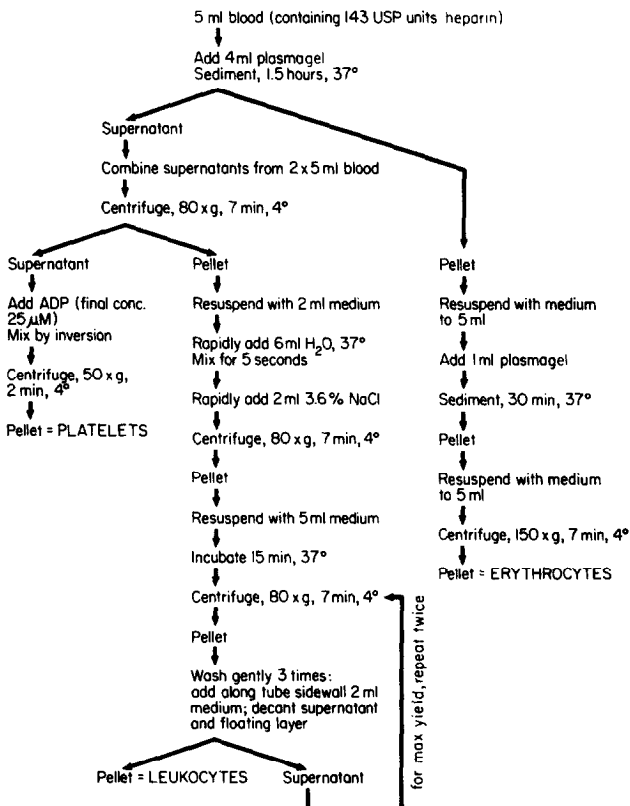 5 ml blood (containing 143 USP units heparin)
Add 4ml plasmagel
Sediment, 1.5 hours, 37°
Supernatant
Combine supernatants from 2 x 5 ml blood
Centrifuge, 80 x g, 7 min, 4°
Supernatant
Add ADP (final conc.
25 µM)
Mix by inversion
Centrifuge, 50 x g,
2 min, 4°
Pellet = PLATELETS
Pellet
Resuspend with 2 ml medium
Rapidly add 6 ml H2O, 37°
Mix for 5 seconds
Rapidly add 2 ml 3.6% NaCl
Centrifuge, 80 x g, 7 min, 4°
Pellet
Resuspend with 5 ml medium
Incubate 15 min, 37°
Centrifuge, 80 x g, 7 min, 4°
Pellet
Wash gently 3 times:
add along tube sidewall 2 ml
medium; decant supernatant
and floating layer
Pellet = LEUKOCYTES
Supernatant
for max yield, repeat twice
Pellet
Resuspend with medium
to 5 ml
Add 1 ml plasmagel
Sediment, 30 min, 37°
Pellet
Resuspend with medium
to 5 ml
Centrifuge, 150 x g, 7 min, 4°
Pellet = ERYTHROCYTES